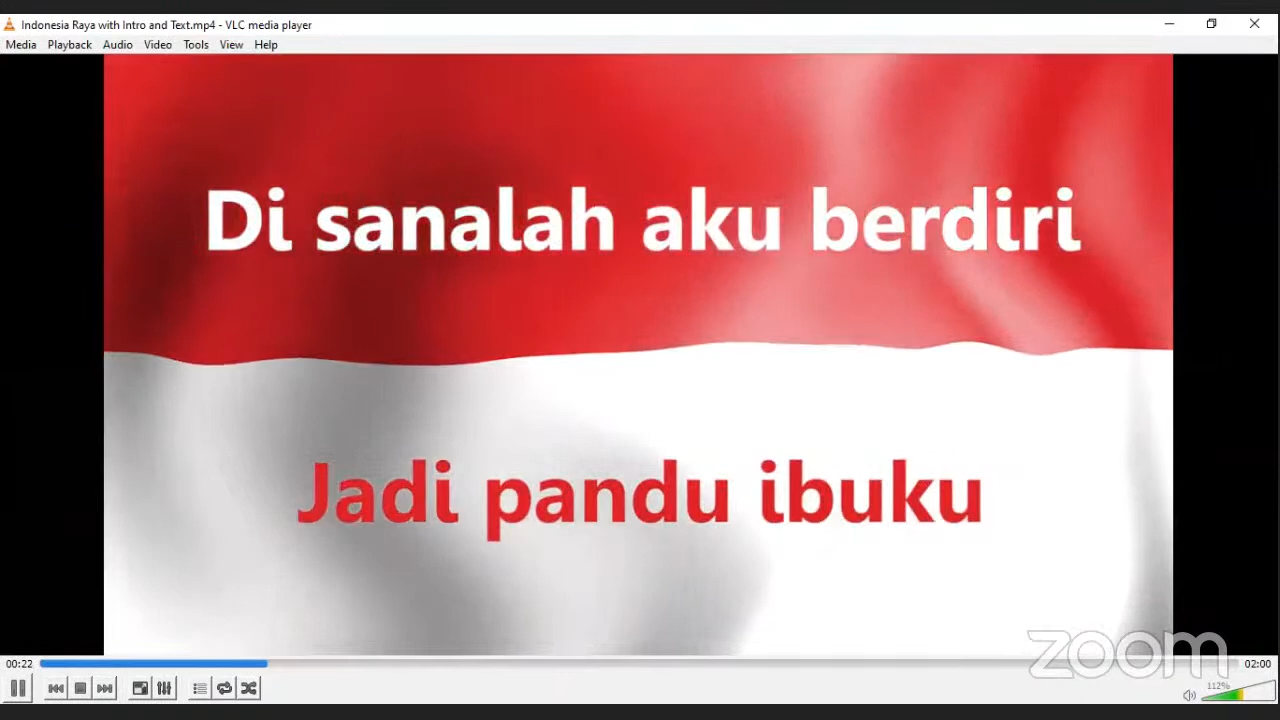 Indonesia Raya with Intro and Text.mp4 - VLC media player
Media Playback Audio Video Tools View Help
Di sanalah aku berdiri
Jadi pandu ibuku
zoom
00:22
02:00
112%